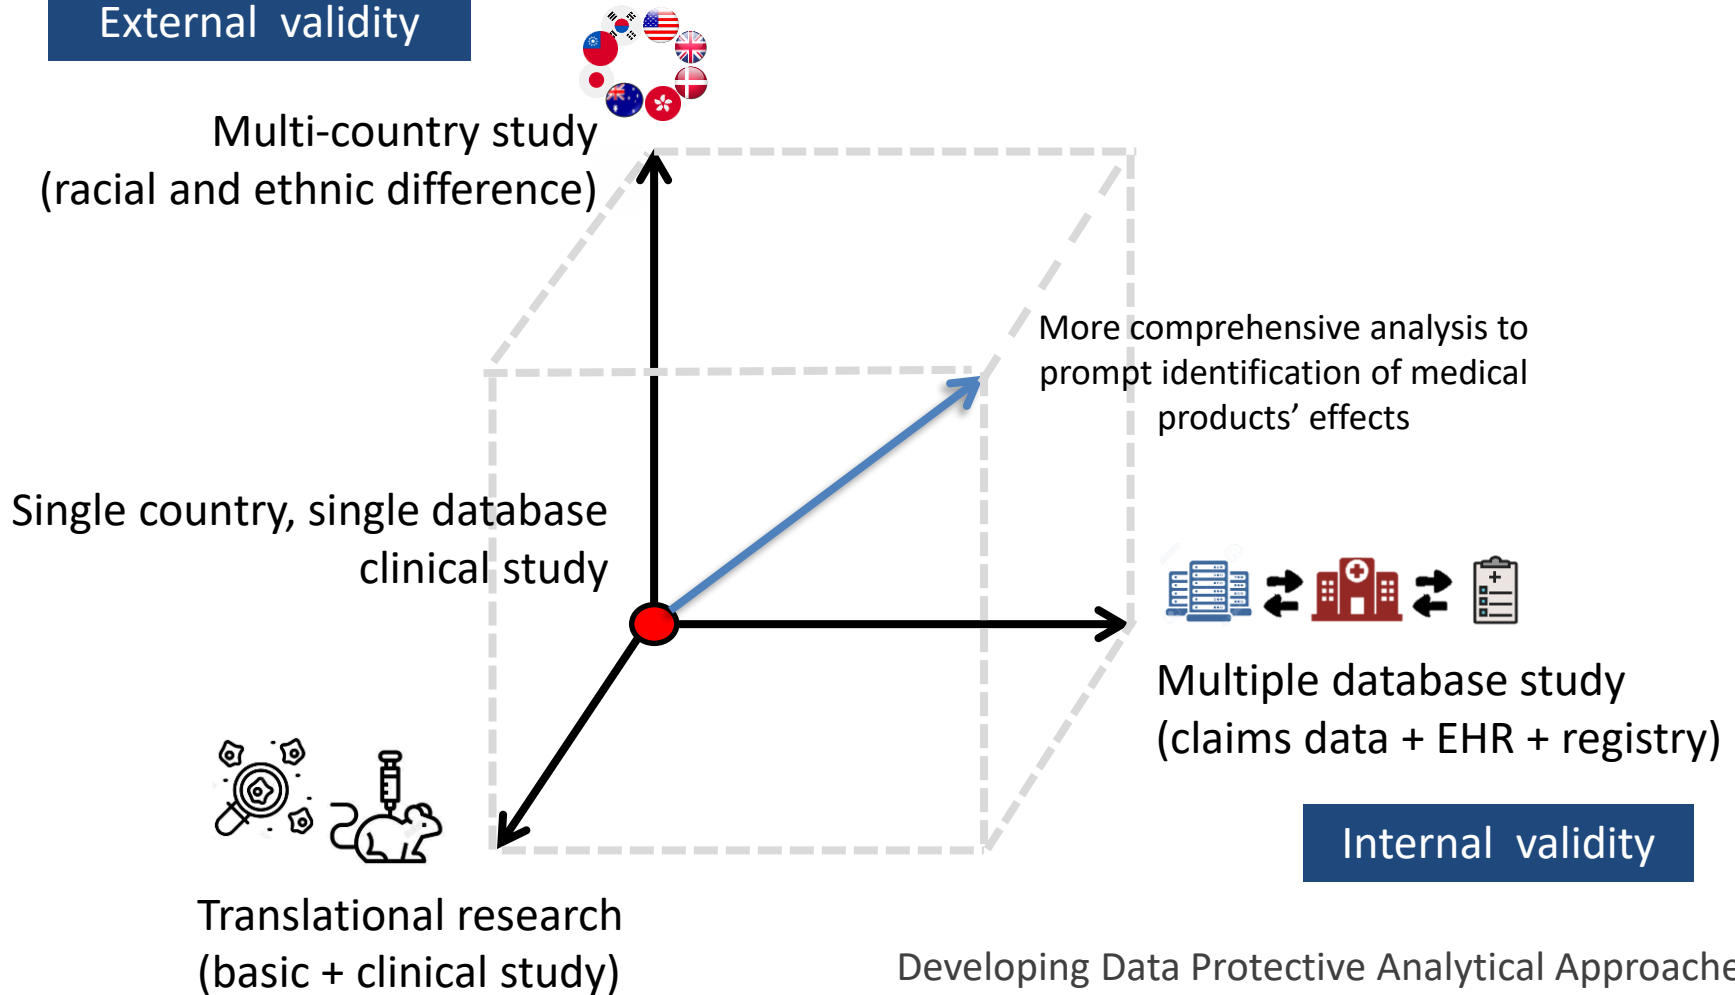 External validity
Multi-country study
(racial and ethnic difference)
More comprehensive analysis to
prompt identification of medical
products’ effects
Single country, single database
clinical study
Multiple database study
(claims data + EHR + registry)
Internal validity
Translational research
(basic + clinical study)
Developing Data Protective Analytical Approache